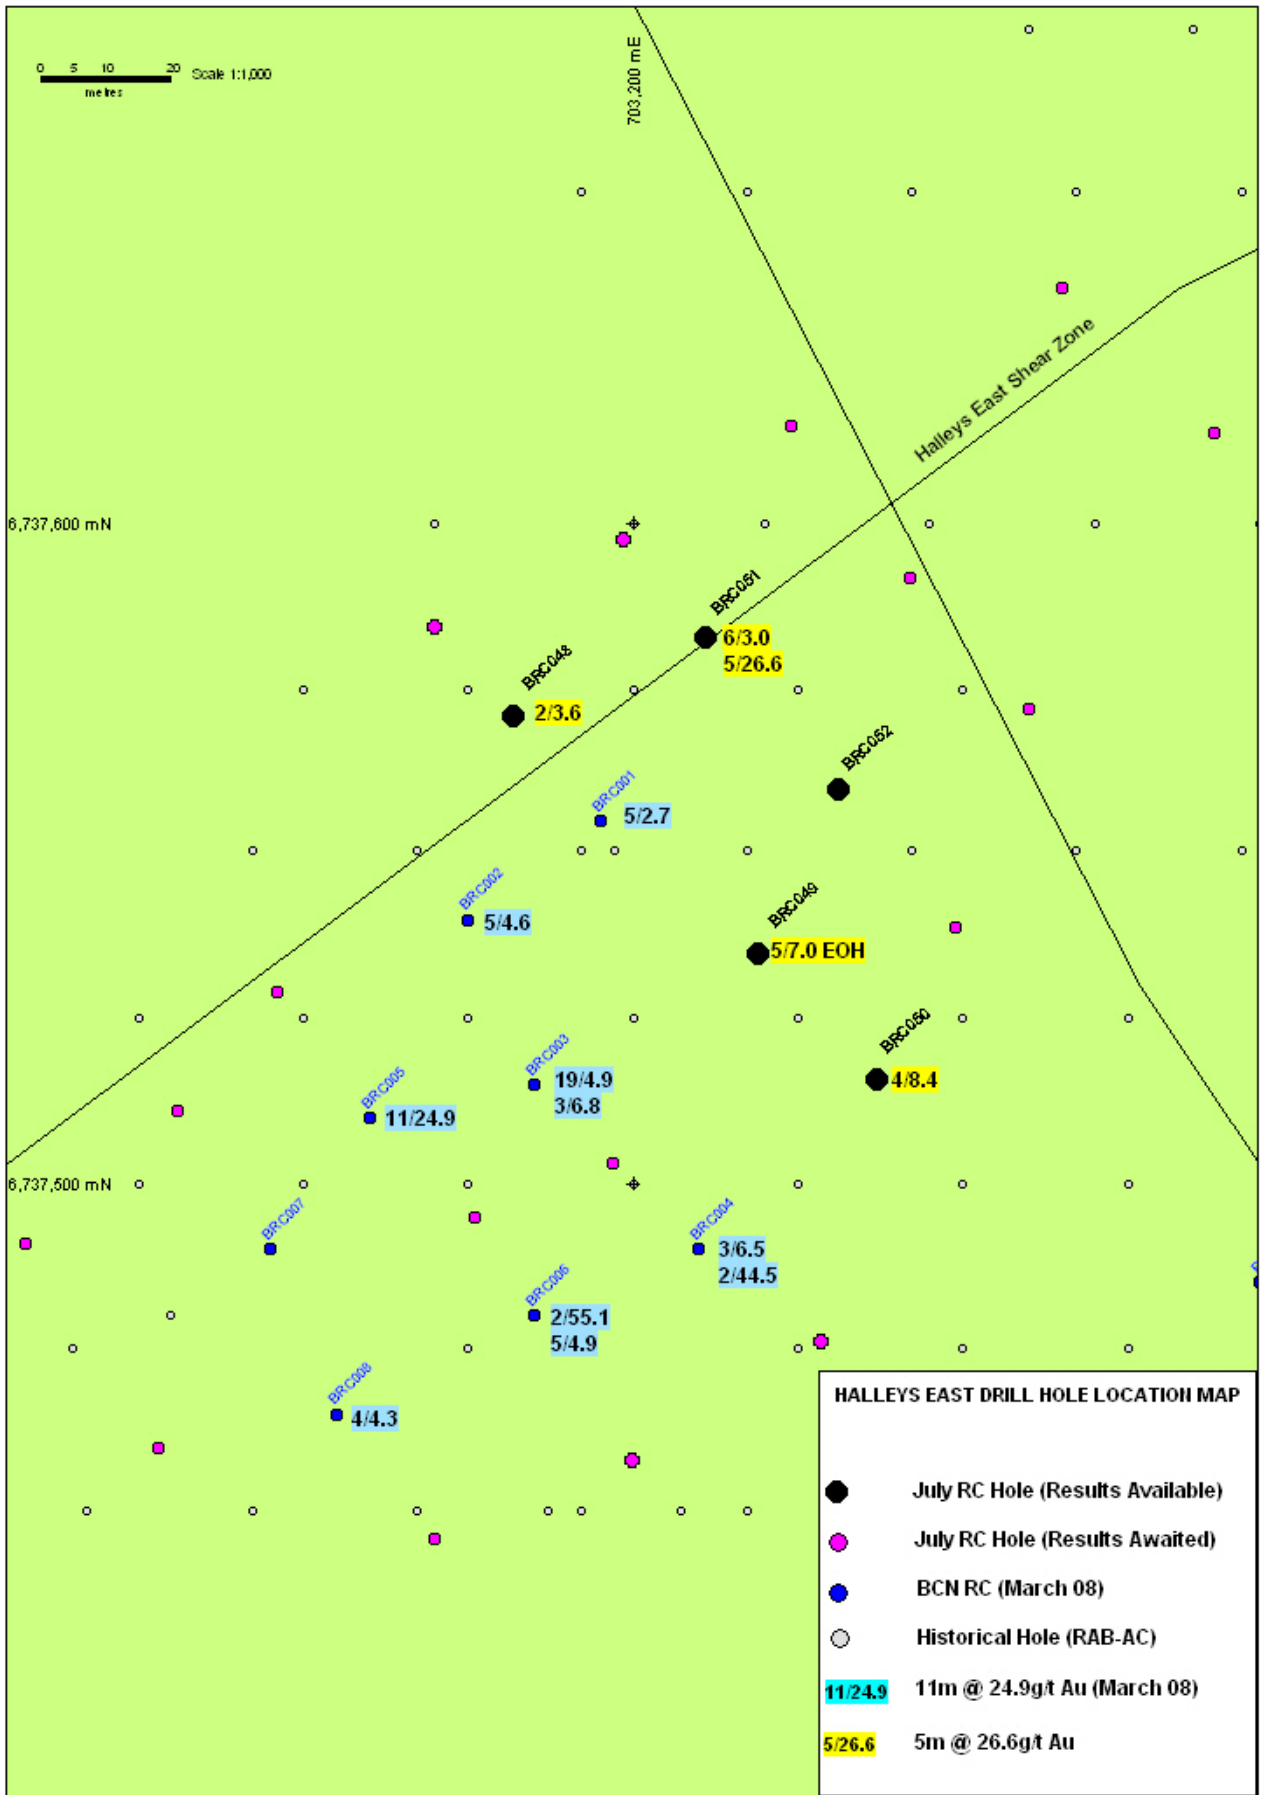 0 5 10 20 Scale 1:1,000
metres
703,200 mE
Halleys East Shear Zone
6,737,600 mN
BRC051
6/3.0
5/26.6
BRC048
2/3.6
BRC052
BRC001
5/2.7
BRC002
5/4.6
BRC049
5/7.0 EOH
BRC050
4/8.4
BRC003
19/4.9
3/6.8
BRC005
11/24.9
6,737,500 mN
BRC007
BRC004
3/6.5
2/44.5
BRC006
2/55.1
5/4.9
BRC008
4/4.3
HALLEYS EAST DRILL HOLE LOCATION MAP
July RC Hole (Results Available)
July RC Hole (Results Awaited)
BCN RC (March 08)
Historical Hole (RAB-AC)
11/24.9 11m @ 24.9g/t Au (March 08)
5/26.6 5m @ 26.6g/t Au